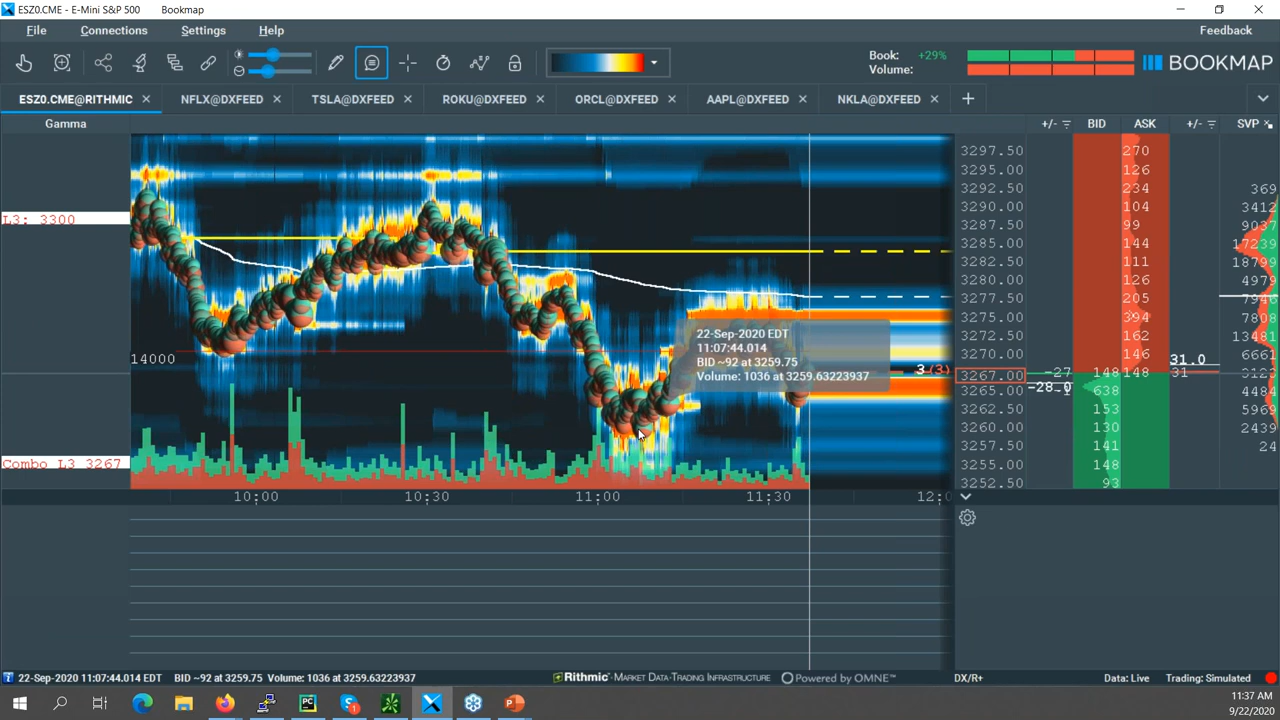 ESZ0.CME - E-Mini S&P 500 Bookmap
File Connections Settings Help Feedback
Book: +29%
Volume:
BOOKMAP
ESZ0.CME@RITHMIC NFLX@DXFEED TSLA@DXFEED ROKU@DXFEED ORCL@DXFEED AAPL@DXFEED NKLA@DXFEED
Gamma +/- BID ASK +/- SVP
3297.50 270
3295.00 126
3292.50 234 369
3290.00 104 3412
L3: 3300
3287.50 99 9037
3285.00 144 17239
3282.50 111 18799
3280.00 126 4979
3277.50 205 7946
3275.00 394 7808
3272.50 162 13481
14000
3270.00 146 6661
31.0
3 (3) 3267.00 -27 148 148 31 3122
-28.0
3265.00 638 4484
3262.50 153 5969
3260.00 130 2439
3257.50 141 24
Combo L3 3267
3255.00 148
3252.50 93
22-Sep-2020 EDT
11:07:44.014
BID ~92 at 3259.75
Volume: 1036 at 3259.63223937
10:00 10:30 11:00 11:30 12:0
22-Sep-2020 11:07:44.014 EDT BID ~92 at 3259.75 Volume: 1036 at 3259.63223937 Rithmic - Market Data-Trading Infrastructure Powered by OMNE™ DX/R+ Data: Live Trading: Simulated
11:37 AM
9/22/2020